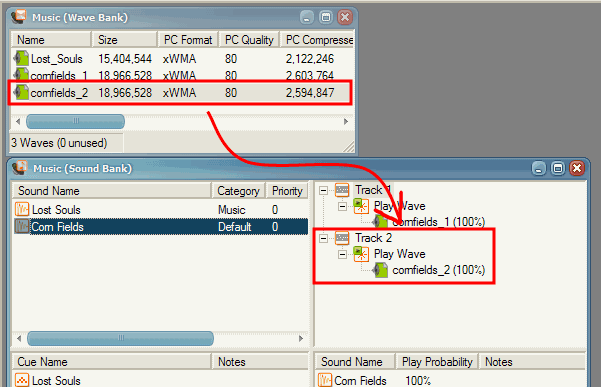 Music (Wave Bank)
Name Size PC Format PC Quality PC Compresse
Lost_Souls 15,404,544 xWMA 80 2,122,246
cornfields_1 18,966,528 xWMA 80 2,603,764
cornfields_2 18,966,528 xWMA 80 2,594,847
3 Waves (0 unused)
Music (Sound Bank)
Sound Name Category Priority
Lost Souls Music 0
Corn Fields Default 0
Track 1
Play Wave
cornfields_1 (100%)
Track 2
Play Wave
cornfields_2 (100%)
Cue Name Notes
Lost Souls
Sound Name Play Probability Notes
Corn Fields 100%